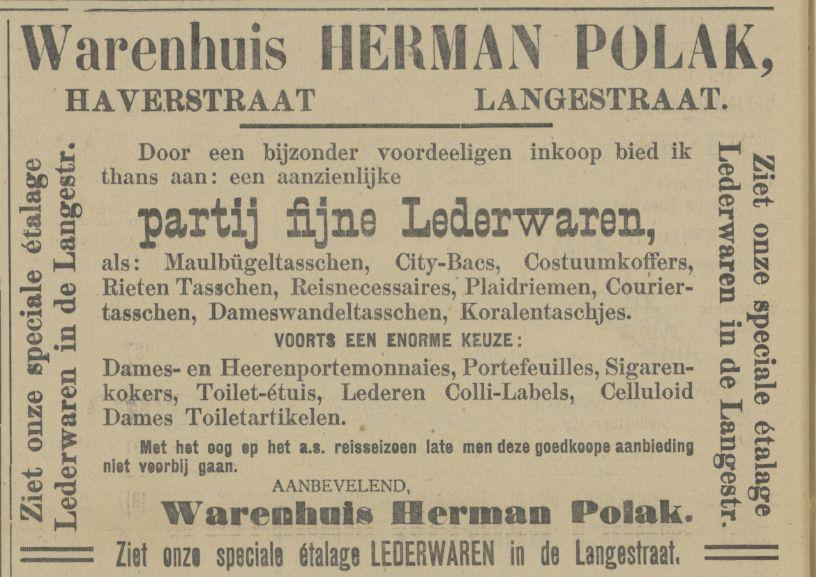 Warenhuis HERMAN POLAK,
HAVERSTRAAT LANGESTRAAT.
Ziet onze speciale étalage
Lederwaren in de Langestr.
Door een bijzonder voordeeligen inkoop bied ik
thans aan: een aanzienlijke
partij fijne Lederwaren,
als: Maulbügeltasschen, City-Bacs, Costuumkoffers,
Rieten Tasschen, Reisnecessaires, Plaidriemen, Courier-
tasschen, Dameswandeltasschen, Koralentaschjes.
VOORTS EEN ENORME KEUZE:
Dames- en Heerenportemonnaies, Portefeuilles, Sigaren-
kokers, Toilet-étuis, Lederen Colli-Labels, Celluloid
Dames Toiletartikelen.
Met het oog op het a.s. reisseizoen late men deze goedkoope aanbieding
niet voorbij gaan.
AANBEVELEND,
Warenhuis Herman Polak.
Ziet onze speciale étalage
Lederwaren in de Langestr.
Ziet onze speciale étalage LEDERWAREN in de Langestraat.